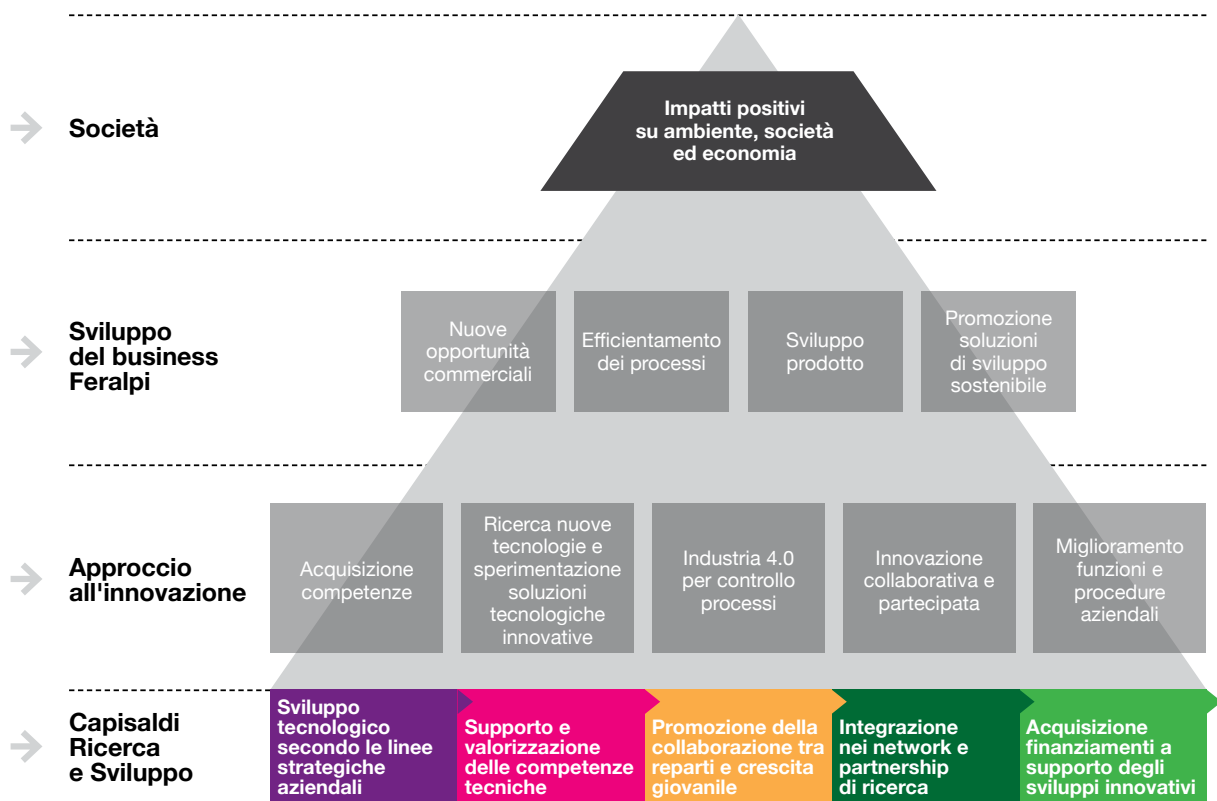 Società
Impatti positivi
su ambiente, società
ed economia
Sviluppo
del business
Feralpi
Nuove
opportunità
commerciali
Efficientamento
dei processi
Sviluppo
prodotto
Promozione
soluzioni
di sviluppo
sostenibile
Approccio
all'innovazione
Acquisizione
competenze
Ricerca nuove
tecnologie e
sperimentazione
soluzioni
tecnologiche
innovative
Industria 4.0
per controllo
processi
Innovazione
collaborativa e
partecipata
Miglioramento
funzioni e
procedure
aziendali
Capisaldi
Ricerca
e Sviluppo
Sviluppo
tecnologico
secondo le linee
strategiche
aziendali
Supporto e
valorizzazione
delle competenze
tecniche
Promozione della
collaborazione tra
reparti e crescita
giovanile
Integrazione
nei network e
partnership
di ricerca
Acquisizione
finanziamenti a
supporto degli
sviluppi innovativi